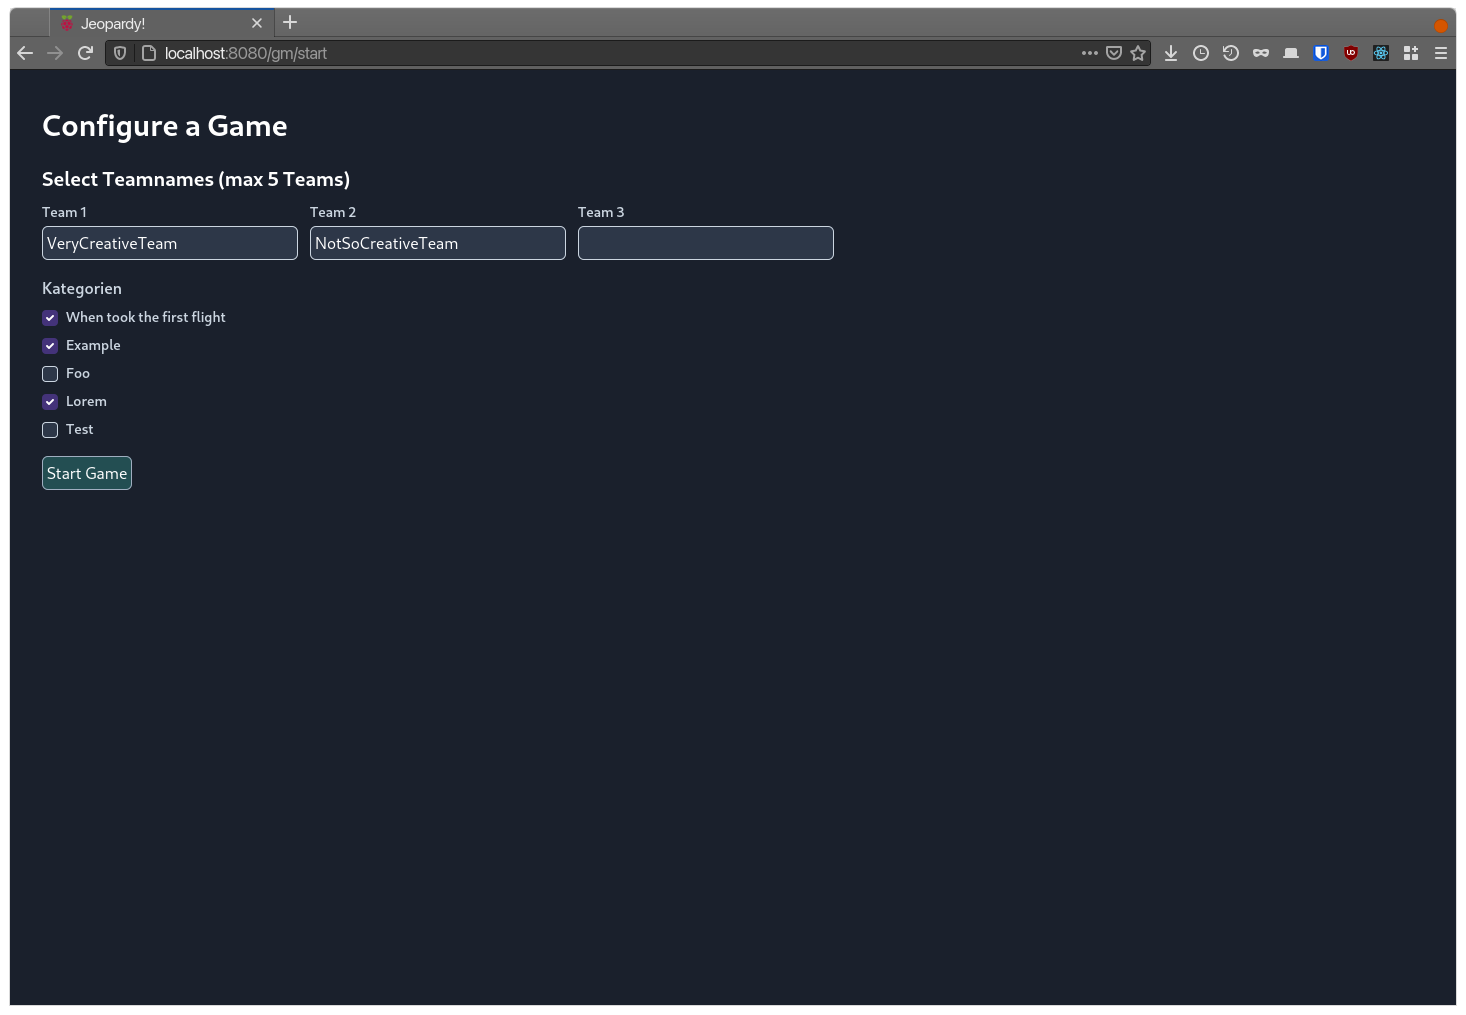 Jeopardy!
localhost:8080/gm/start
Configure a Game
Select Teamnames (max 5 Teams)
Team 1 Team 2 Team 3
VeryCreativeTeam NotSoCreativeTeam
Kategorien
When took the first flight
Example
Foo
Lorem
Test
Start Game